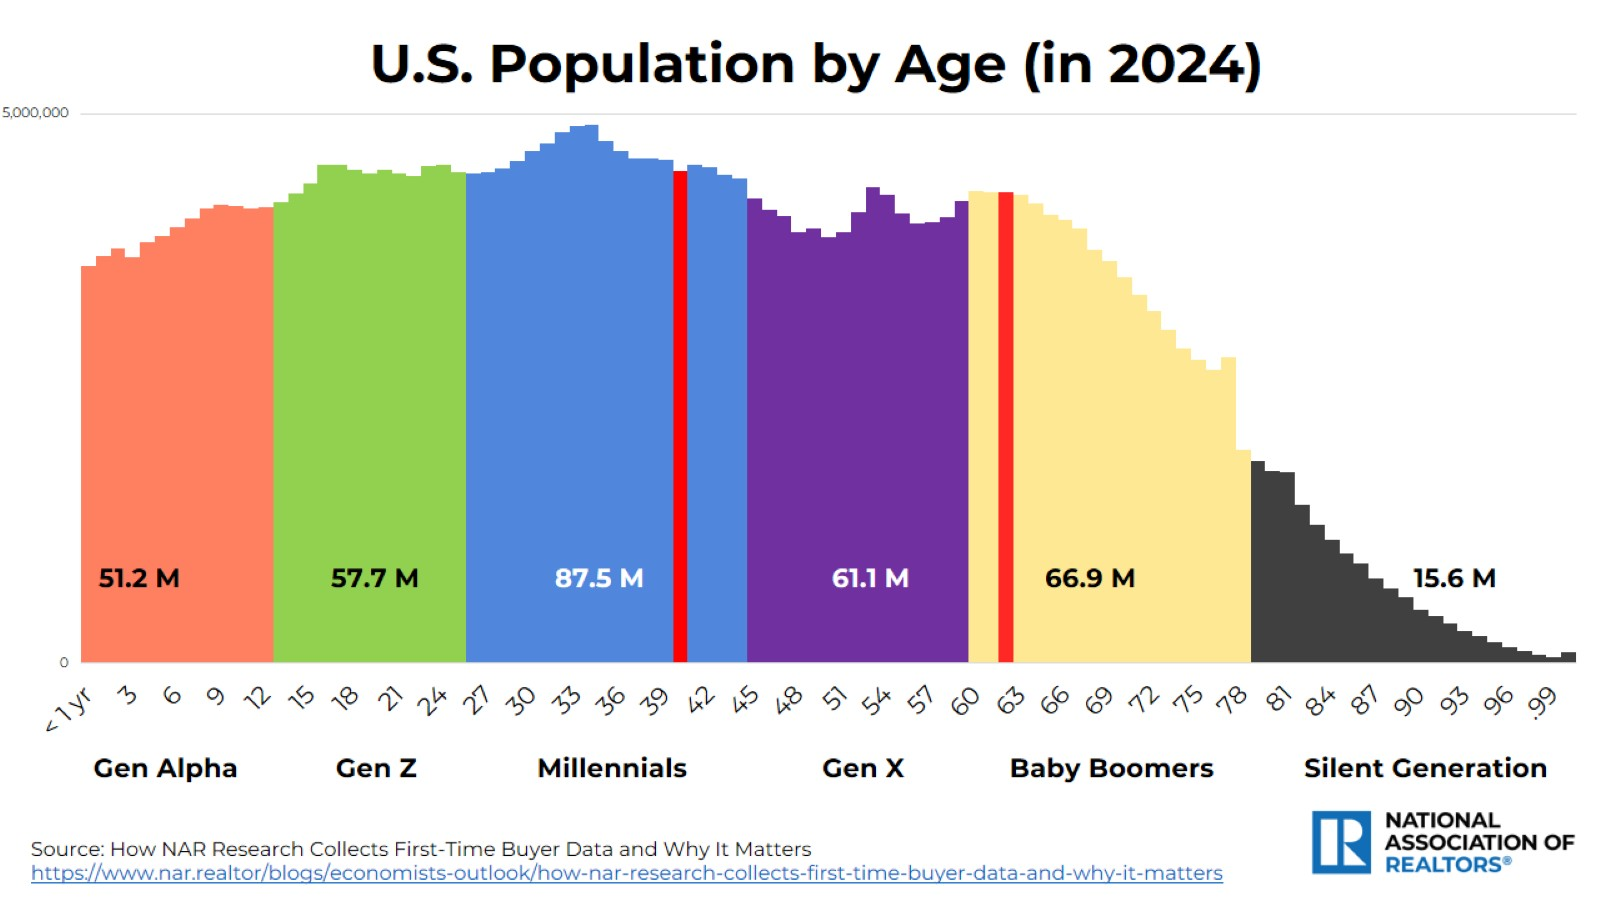 U.S. Population by Age (in 2024)
5,000,000
0
51.2 M
57.7 M
87.5 M
61.1 M
66.9 M
15.6 M
< 1 yr
3
6
9
12
15
18
21
24
27
30
33
36
39
42
45
48
51
54
57
60
63
66
69
72
75
78
81
84
87
90
93
96
.99
Gen Alpha
Gen Z
Millennials
Gen X
Baby Boomers
Silent Generation
Source: How NAR Research Collects First-Time Buyer Data and Why It Matters
https://www.nar.realtor/blogs/economists-outlook/how-nar-research-collects-first-time-buyer-data-and-why-it-matters
R
NATIONAL
ASSOCIATION OF
REALTORS®